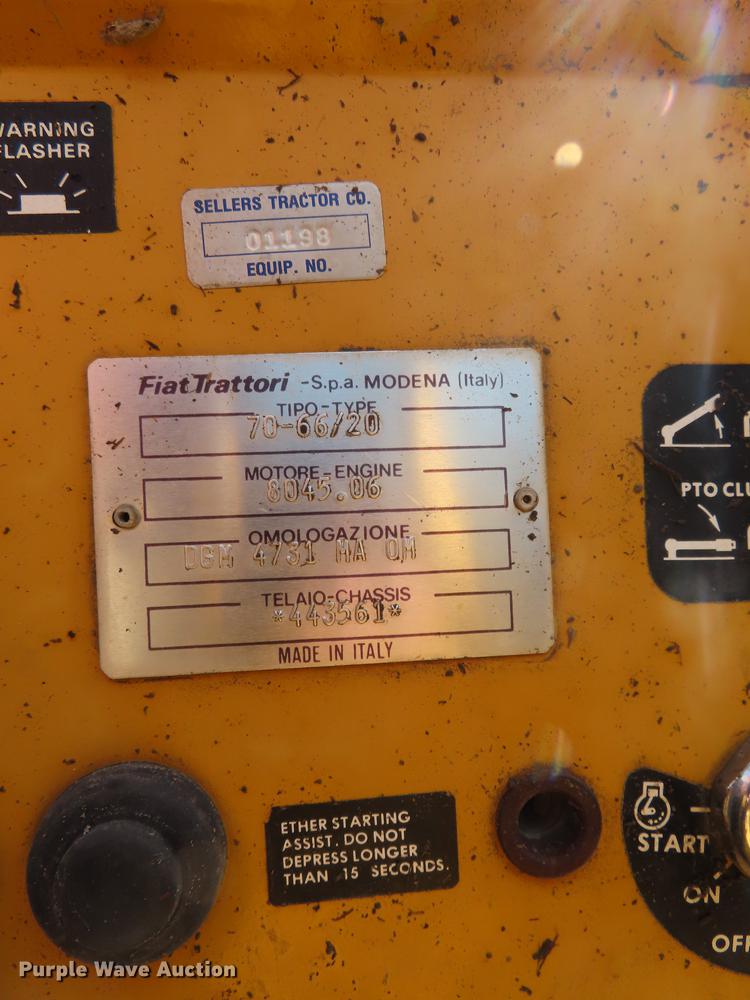 WARNING
FLASHER
SELLERS TRACTOR CO.
01198
EQUIP. NO.
FiatTrattori -S.p.a. MODENA (Italy)
TIPO-TYPE
70-66/20
MOTORE-ENGINE
8045.06
OMOLOGAZIONE
DGM 4731 MA OM
TELAIO-CHASSIS
*443561*
MADE IN ITALY
PTO CLU
ETHER STARTING
ASSIST. DO NOT
DEPRESS LONGER
THAN 15 SECONDS.
START
ON
OFF
Purple Wave Auction